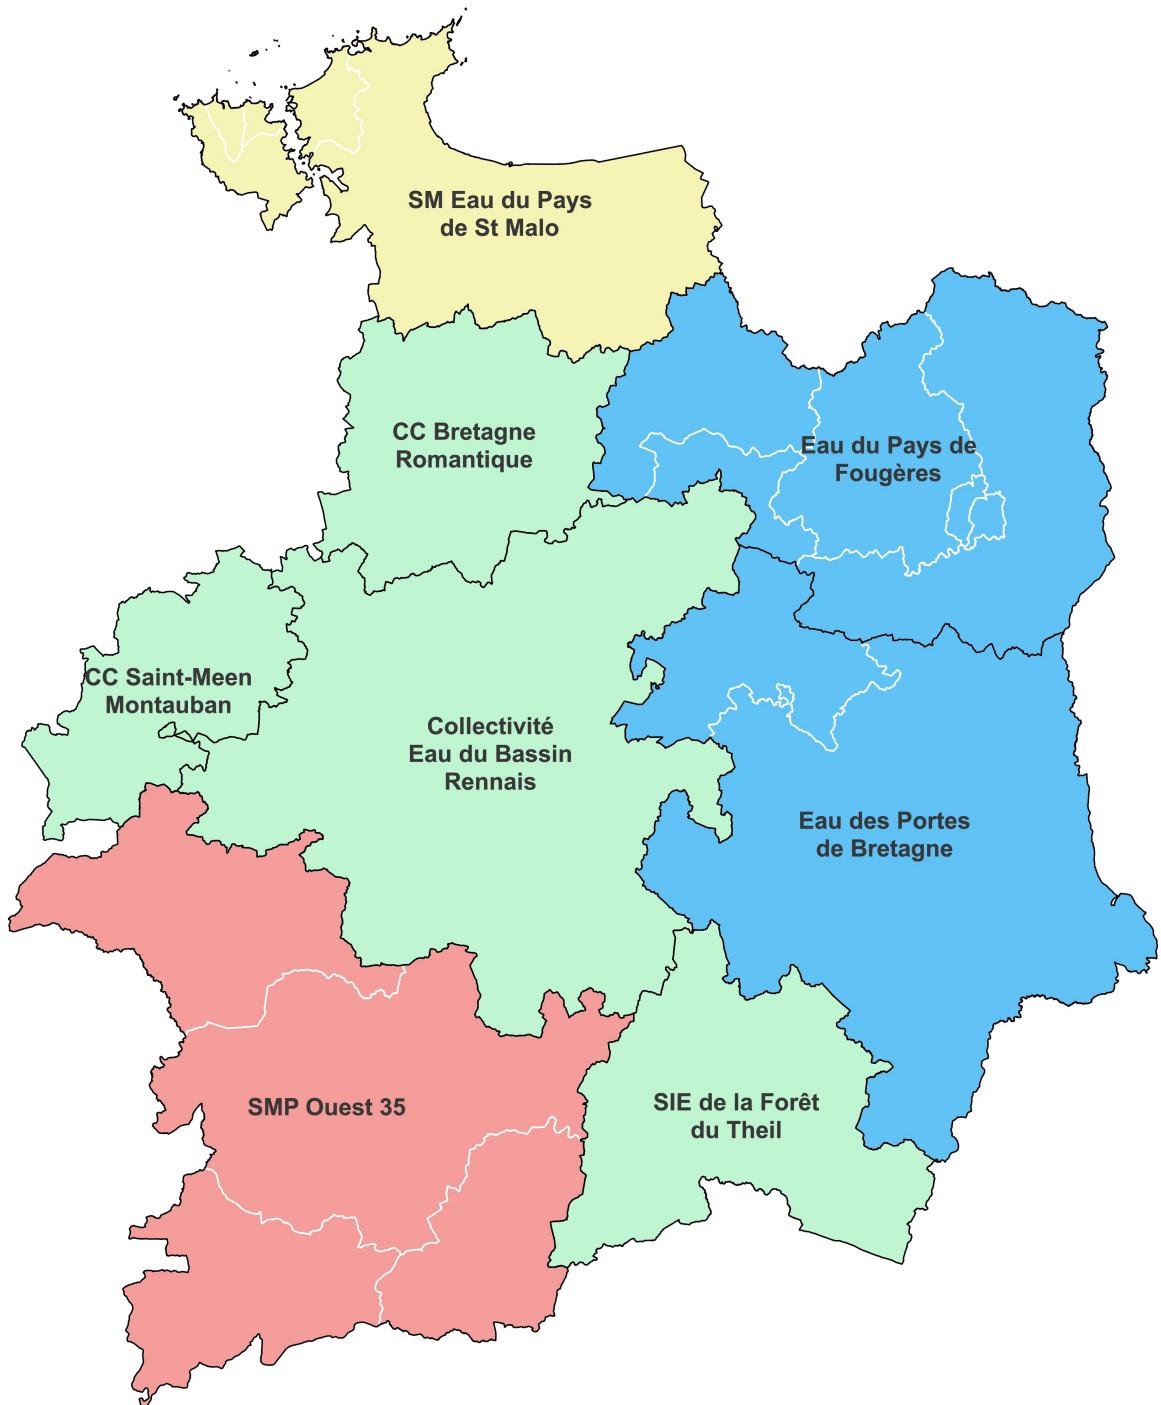 SM Eau du Pays
de St Malo
CC Bretagne
Romantique
Eau du Pays de
Fougères
CC Saint-Meen
Montauban
Collectivité
Eau du Bassin
Rennais
Eau des Portes
de Bretagne
SMP Ouest 35
SIE de la Forêt
du Theil